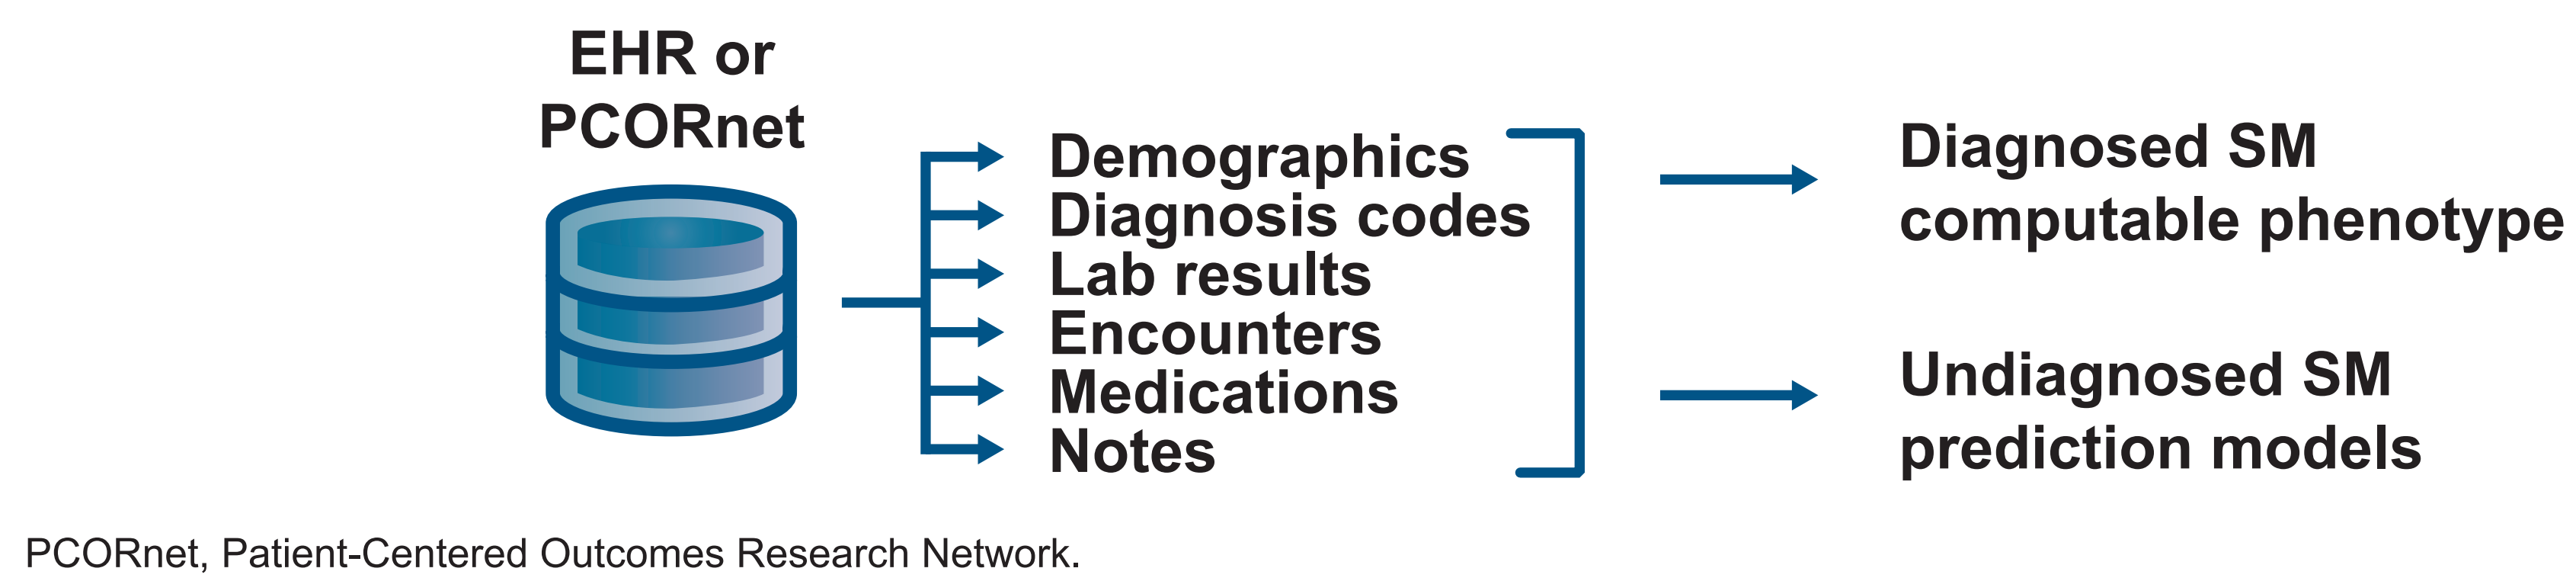 EHR or
PCORnet
Demographics
Diagnosis codes
Lab results
Encounters
Medications
Notes
Diagnosed SM
computable phenotype
Undiagnosed SM
prediction models
PCORnet, Patient-Centered Outcomes Research Network.